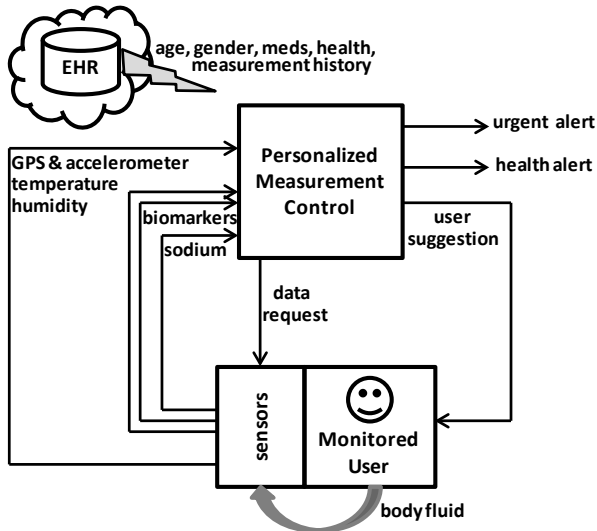 EHR
age, gender, meds, health,
measurement history
GPS & accelerometer
temperature
humidity
biomarkers
sodium
Personalized
Measurement
Control
urgent alert
health alert
user
suggestion
data
request
sensors
Monitored
User
body fluid